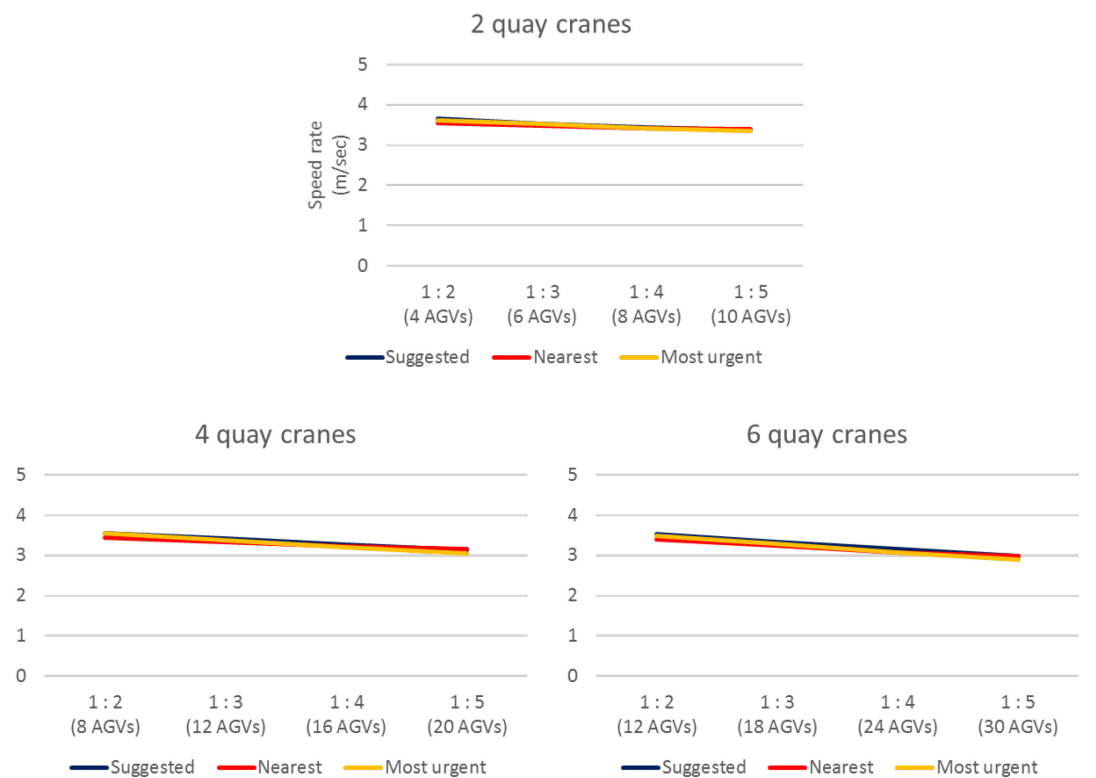 2 quay cranes
5
4
3
2
1
0
Speed rate
(m/sec)
1 : 2 1 : 3 1 : 4 1 : 5
(4 AGVs) (6 AGVs) (8 AGVs) (10 AGVs)
Suggested Nearest Most urgent
4 quay cranes
5
4
3
2
1
0
1 : 2 1 : 3 1 : 4 1 : 5
(8 AGVs) (12 AGVs) (16 AGVs) (20 AGVs)
Suggested Nearest Most urgent
6 quay cranes
5
4
3
2
1
0
1 : 2 1 : 3 1 : 4 1 : 5
(12 AGVs) (18 AGVs) (24 AGVs) (30 AGVs)
Suggested Nearest Most urgent